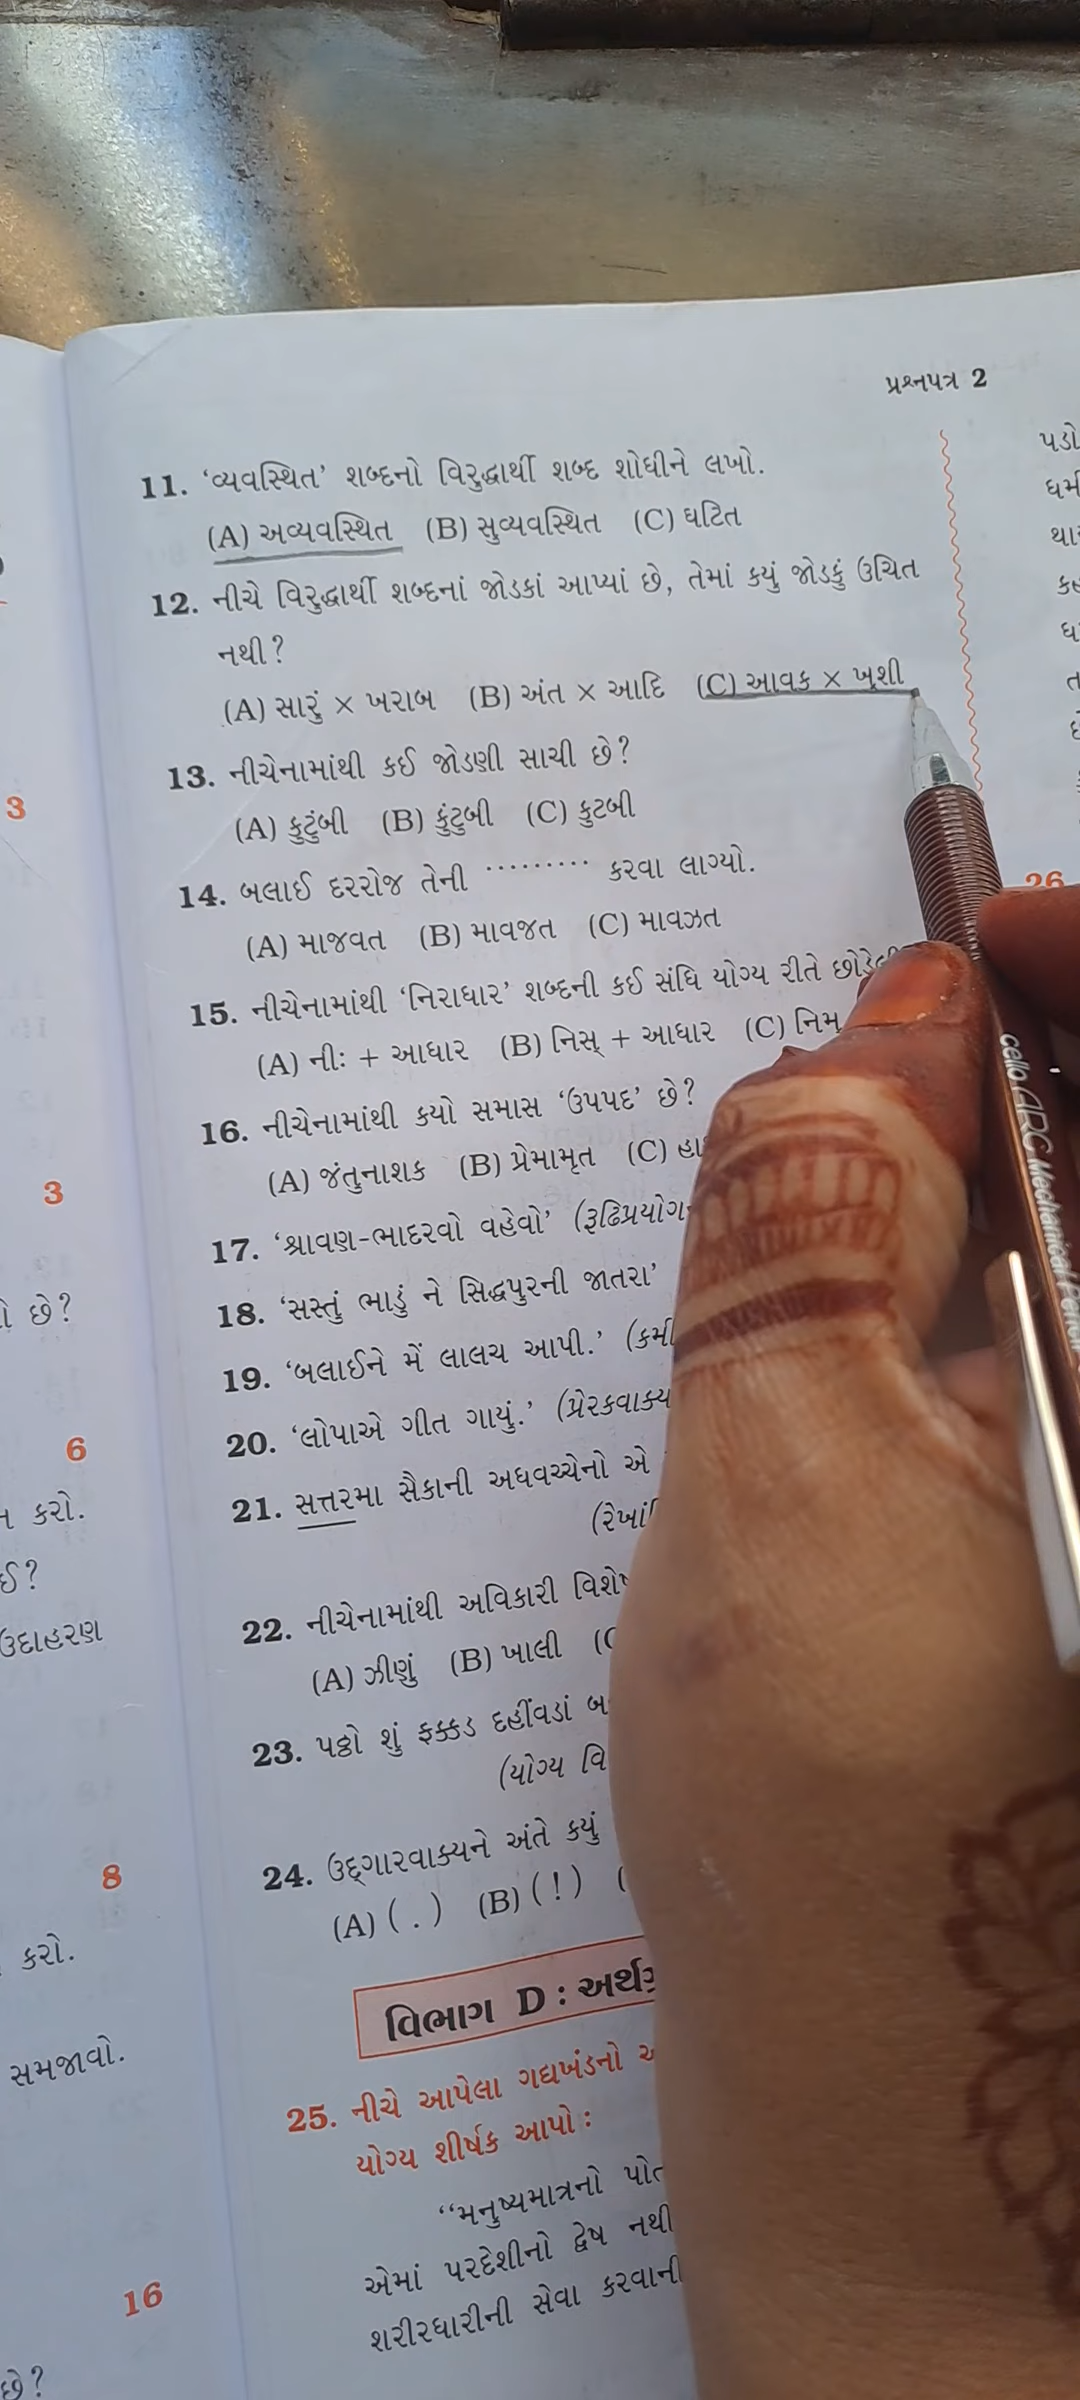 પ્રશ્નપત્ર 2
11. ‘વ્યવસ્થિત’ શબ્દનો વિરુદ્ધાર્થી શબ્દ શોધીને લખો.
(A) અવ્યવસ્થિત (B) સુવ્યવસ્થિત (C) ઘટિત
12. નીચે વિરુદ્ધાર્થી શબ્દનાં જોડકાં આપ્યાં છે, તેમાં કયું જોડકું ઉચિત
નથી?
(A) સારું × ખરાબ (B) અંત × આદિ (C) આવક × ખુશી
13. નીચેનામાંથી કઈ જોડણી સાચી છે?
(A) કુટુંબી (B) કુંટુબી (C) કુટબી
14. બલાઈ દરરોજ તેની ......... કરવા લાગ્યો.
(A) માજવત (B) માવજત (C) માવઝત
15. નીચેનામાંથી ‘નિરાધાર’ શબ્દની કઈ સંધિ યોગ્ય રીતે
(A) નીઃ + આધાર (B) નિસ્ + આધાર (C)
16. નીચેનામાંથી કયો સમાસ ‘ઉપપદ’ છે?
(A) જંતુનાશક (B) પ્રેમામૃત (C)
17. ‘શ્રાવણ-ભાદરવો વહેવો’ (રૂઢિપ્રયોગ
18. ‘સસ્તું ભાડું ને સિદ્ધપુરની જાતરા’
19. ‘બલાઈને મેં લાલચ આપી.’
20. ‘લોપાએ ગીત ગાયું.’ (પ્રેરકવાક્ય
21. સત્તરમા સૈકાની અધવચ્ચેનો એ
22. નીચેનામાંથી અવિકારી
(A) ઝીણું (B) ખાલી
23. પઠ્ઠો શું ફક્કડ દહીંવડાં
(યોગ્ય
24. ઉદ્‌ગારવાક્યને અંતે કયું
(A) ( . ) (B) ( ! )
વિભાગ D :
25. નીચે આપેલા ગદ્યખંડનો
યોગ્ય શીર્ષક આપો :
“મનુષ્યમાત્રનો
એમાં પરદેશીનો દ્વેષ નથી
શરીરધારીની સેવા કરવાની
3
3
છે?
6
કરો.
ઉદાહરણ
8
કરો.
સમજાવો.
16
છે?
26
cello ARC Mechanical Pencil